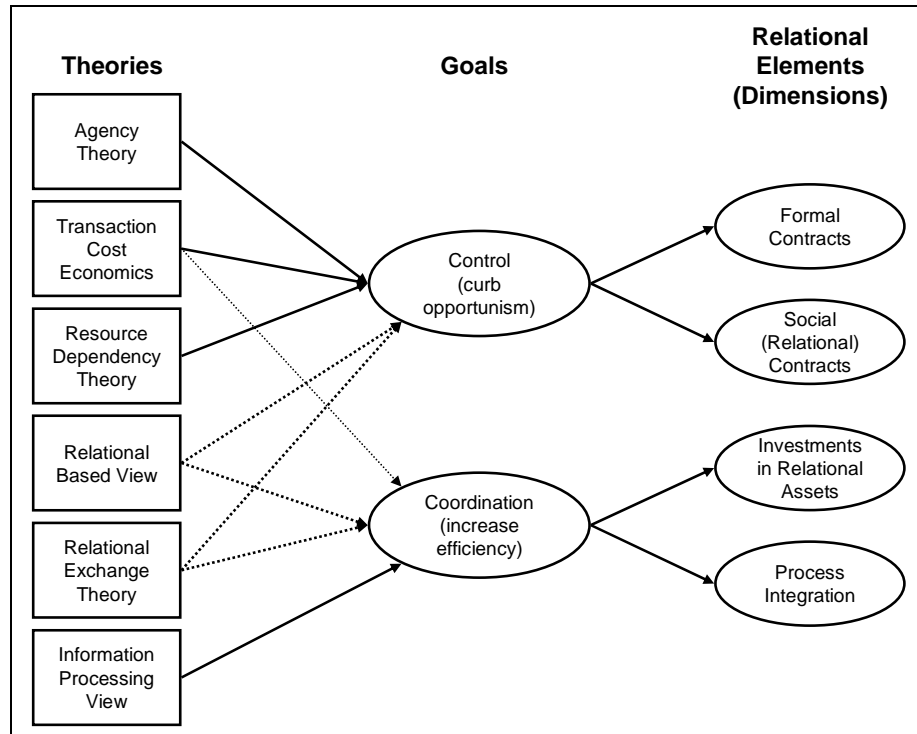 Theories
Goals
Relational
Elements
(Dimensions)
Agency
Theory
Transaction
Cost
Economics
Resource
Dependency
Theory
Relational
Based View
Relational
Exchange
Theory
Information
Processing
View
Control
(curb
opportunism)
Coordination
(increase
efficiency)
Formal
Contracts
Social
(Relational)
Contracts
Investments
in Relational
Assets
Process
Integration